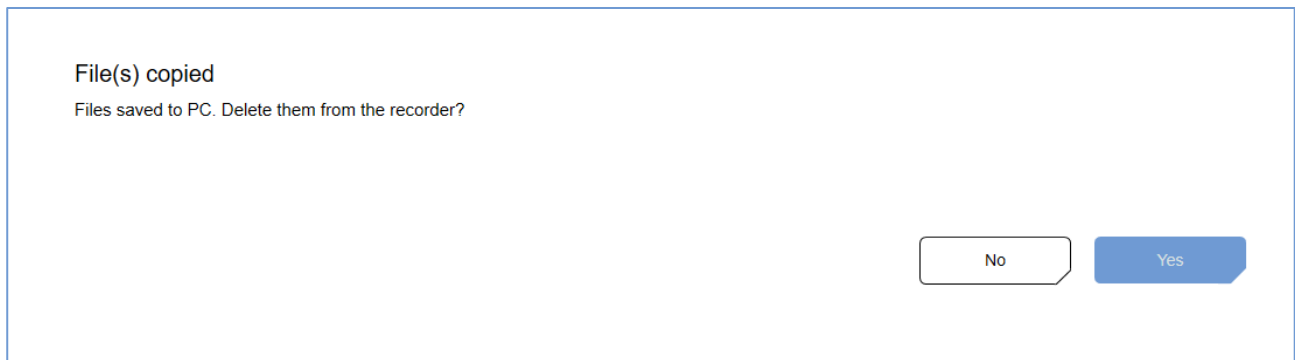 File(s) copied
Files saved to PC. Delete them from the recorder?
No
Yes